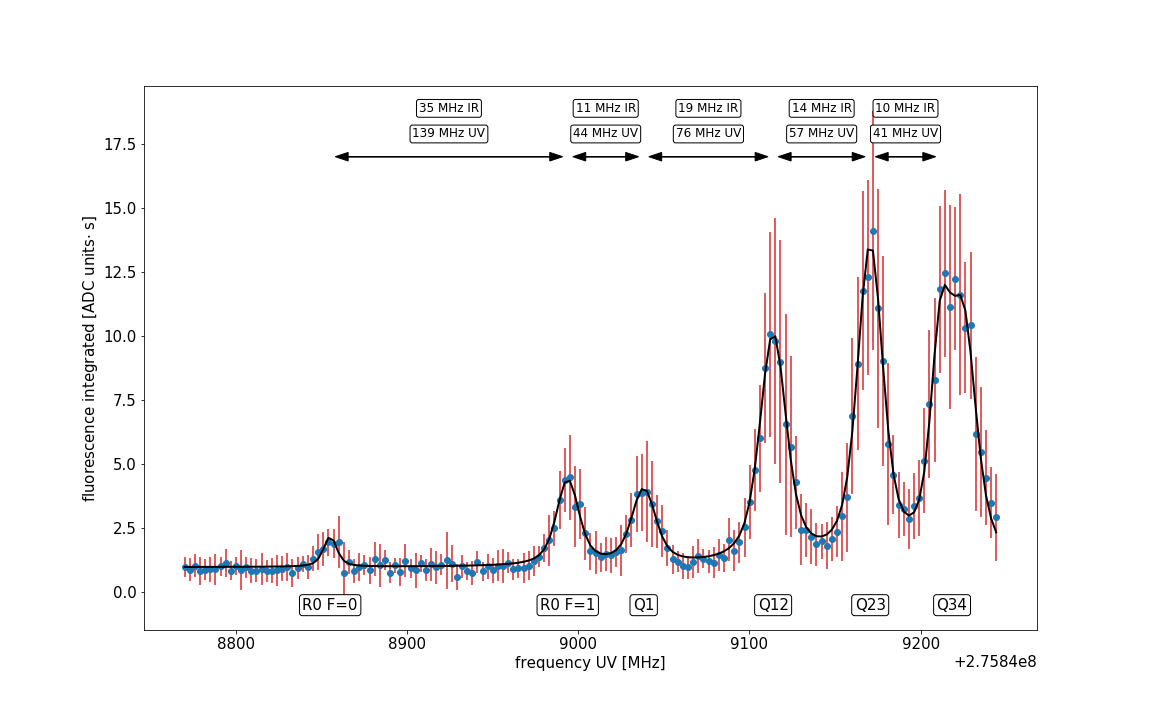 35 MHz IR
11 MHz IR
19 MHz IR
14 MHz IR
10 MHz IR
139 MHz UV
44 MHz UV
76 MHz UV
57 MHz UV
41 MHz UV
17.5
15.0
12.5
10.0
7.5
5.0
2.5
0.0
fluorescence integrated [ADC units· s]
R0 F=0
R0 F=1
Q1
Q12
Q23
Q34
8800
8900
9000
9100
9200
frequency UV [MHz]
+2.7584e8